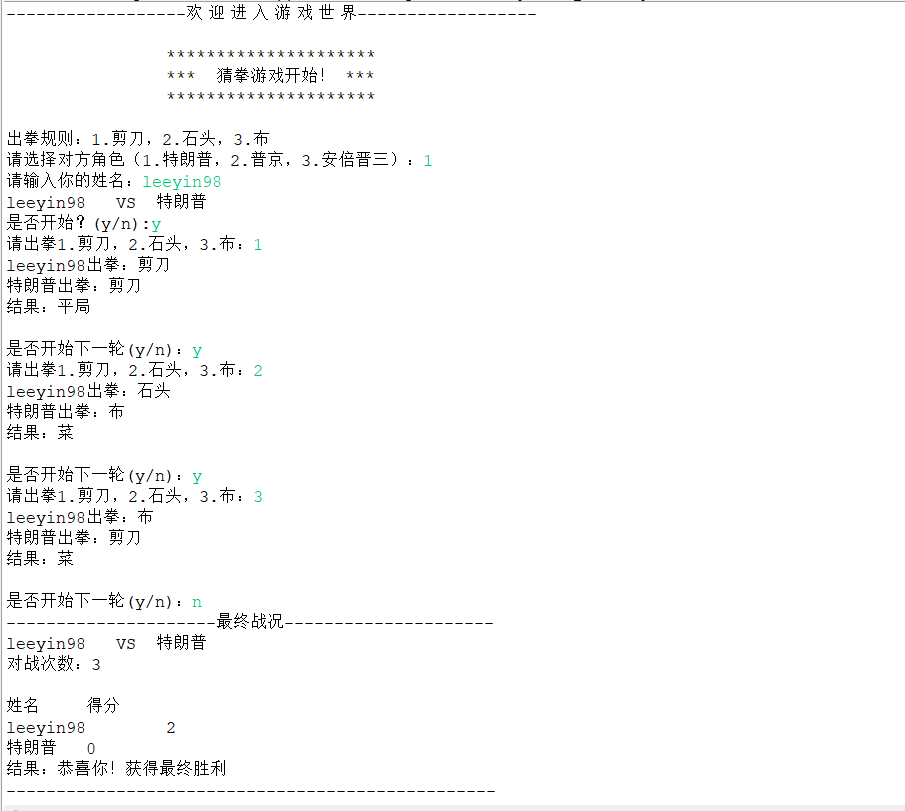 ------------------欢 迎 进 入 游 戏 世 界------------------
*********************
***  猜拳游戏开始!  ***
*********************
出拳规则: 1.剪刀, 2.石头, 3.布
请选择对方角色 (1.特朗普, 2.普京, 3.安倍晋三) : 1
请输入你的姓名: leeyin98
leeyin98   VS  特朗普
是否开始? (y/n):y
请出拳1.剪刀, 2.石头, 3.布: 1
leeyin98出拳: 剪刀
特朗普出拳: 剪刀
结果: 平局
是否开始下一轮(y/n): y
请出拳1.剪刀, 2.石头, 3.布: 2
leeyin98出拳: 石头
特朗普出拳: 布
结果: 菜
是否开始下一轮(y/n): y
请出拳1.剪刀, 2.石头, 3.布: 3
leeyin98出拳: 布
特朗普出拳: 剪刀
结果: 菜
是否开始下一轮(y/n): n
---------------------最终战况---------------------
leeyin98   VS  特朗普
对战次数: 3
姓名     得分
leeyin98        2
特朗普   0
结果: 恭喜你! 获得最终胜利
-------------------------------------------------